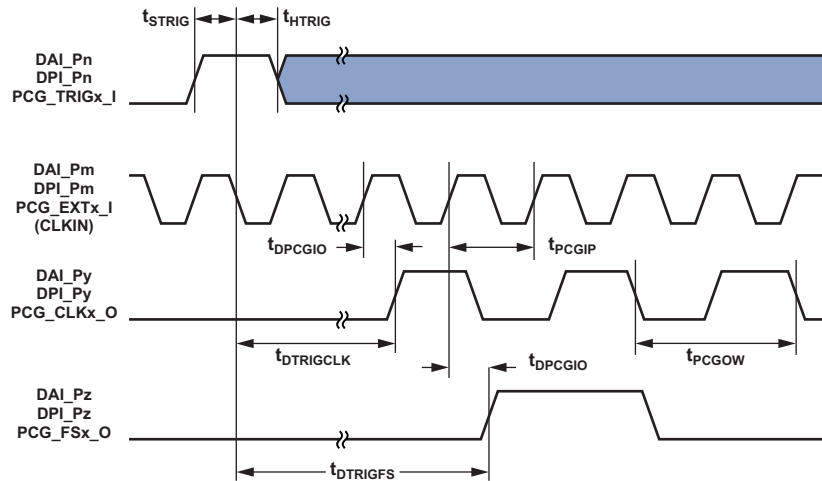 tSTRIG
tHTRIG
DAI_Pn
DPI_Pn
PCG_TRIGx_I
DAI_Pm
DPI_Pm
PCG_EXTx_I
(CLKIN)
tDPCGIO
tPCGIP
DAI_Py
DPI_Py
PCG_CLKx_O
tDTRIGCLK
tDPCGIO
tPCGOW
DAI_Pz
DPI_Pz
PCG_FSx_O
tDTRIGFS